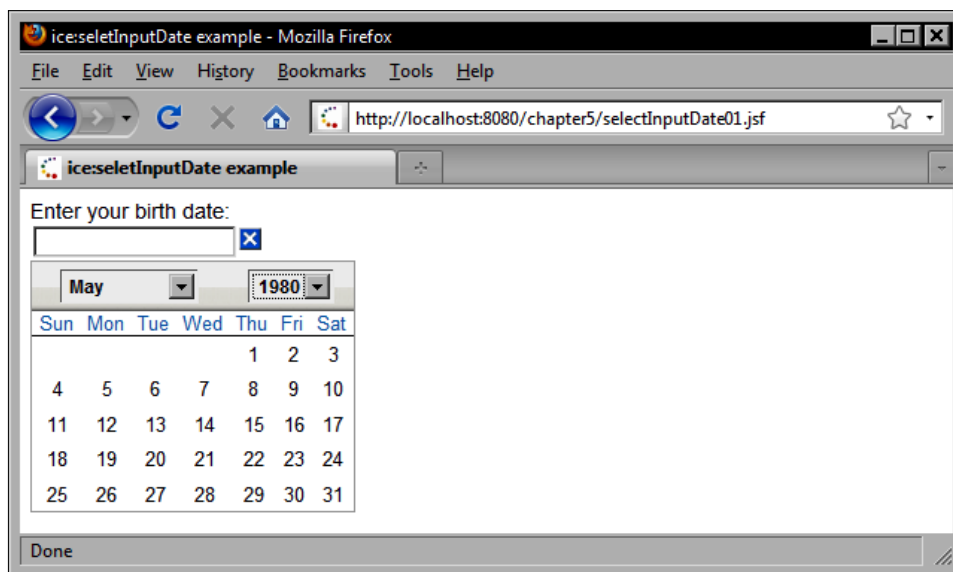 ice:seletInputDate example - Mozilla Firefox
File Edit View History Bookmarks Tools Help
http://localhost:8080/chapter5/selectInputDate01.jsf
ice:seletInputDate example
Enter your birth date:
May 1980
Sun Mon Tue Wed Thu Fri Sat
1 2 3
4 5 6 7 8 9 10
11 12 13 14 15 16 17
18 19 20 21 22 23 24
25 26 27 28 29 30 31
Done